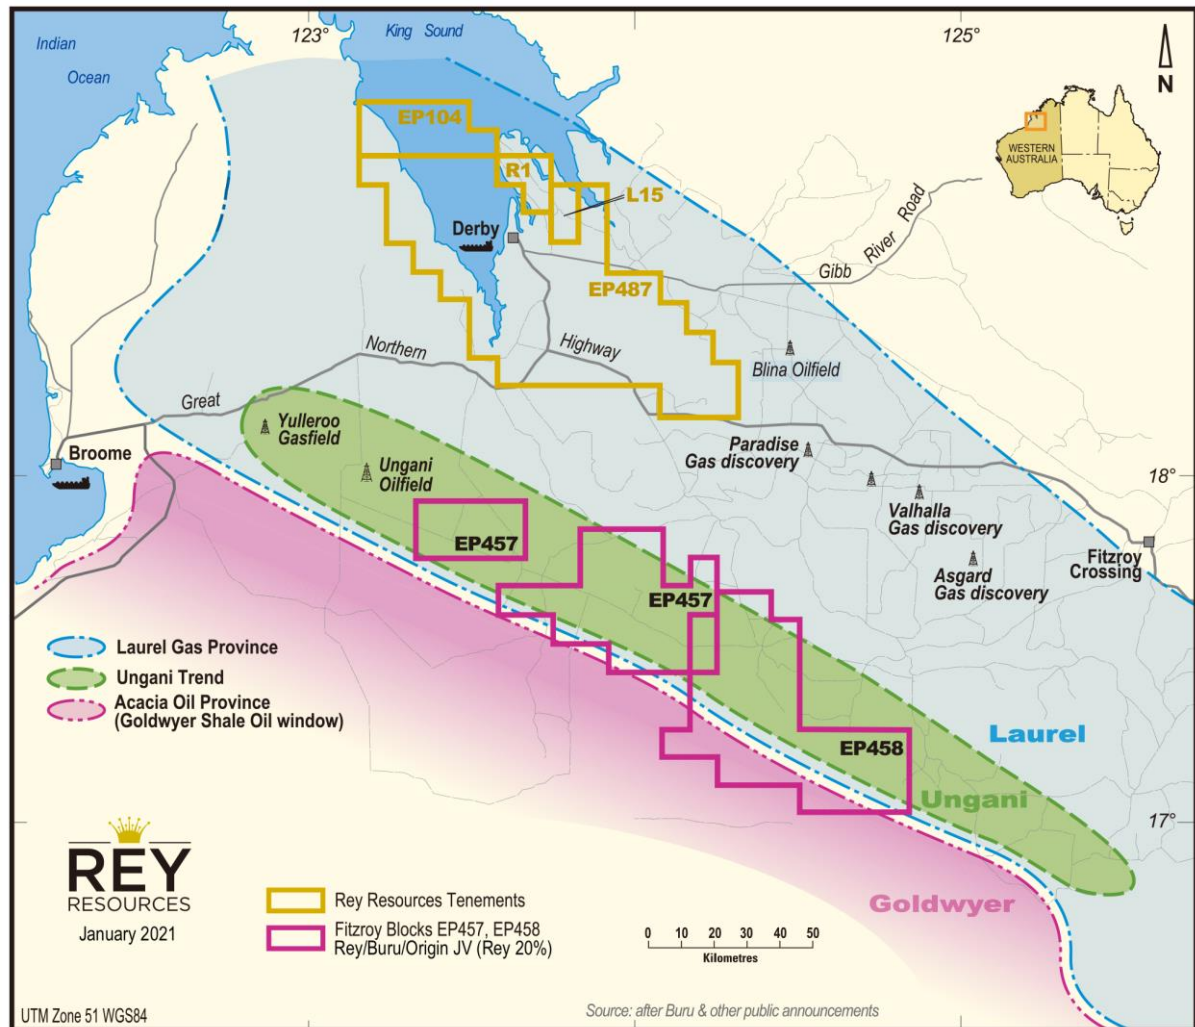 123°
125°
Indian
Ocean
King Sound
N
WESTERN
AUSTRALIA
EP104
R1
L15
Derby
Gibb River Road
EP487
Northern
Highway
Blina Oilfield
Great
Yulleroo
Gasfield
Broome
Ungani
Oilfield
Paradise
Gas discovery
18°
Valhalla
Gas discovery
EP457
Fitzroy
Crossing
Asgard
Gas discovery
EP457
Laurel Gas Province
Ungani Trend
Acacia Oil Province
(Goldwyer Shale Oil window)
Laurel
EP458
Ungani
17°
REY
RESOURCES
January 2021
Goldwyer
Rey Resources Tenements
Fitzroy Blocks EP457, EP458
Rey/Buru/Origin JV (Rey 20%)
0 10 20 30 40 50
Kilometres
UTM Zone 51 WGS84
Source: after Buru & other public announcements